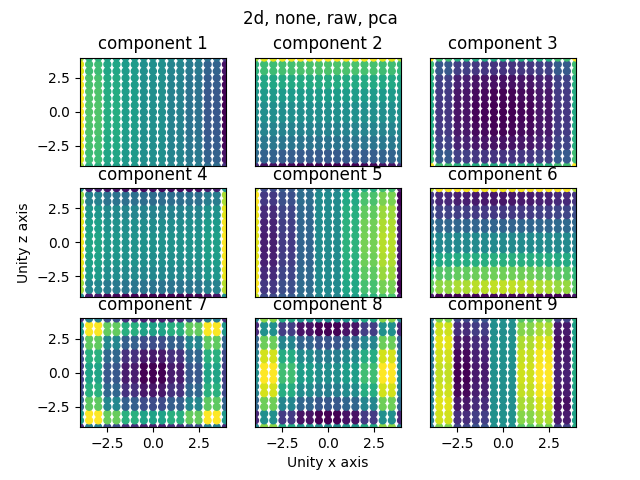 2d, none, raw, pca
component 1
component 2
component 3
2.5
0.0
−2.5
component 4
component 5
component 6
Unity z axis
2.5
0.0
−2.5
component 7
component 8
component 9
2.5
0.0
−2.5
−2.5 0.0 2.5
−2.5 0.0 2.5
−2.5 0.0 2.5
Unity x axis